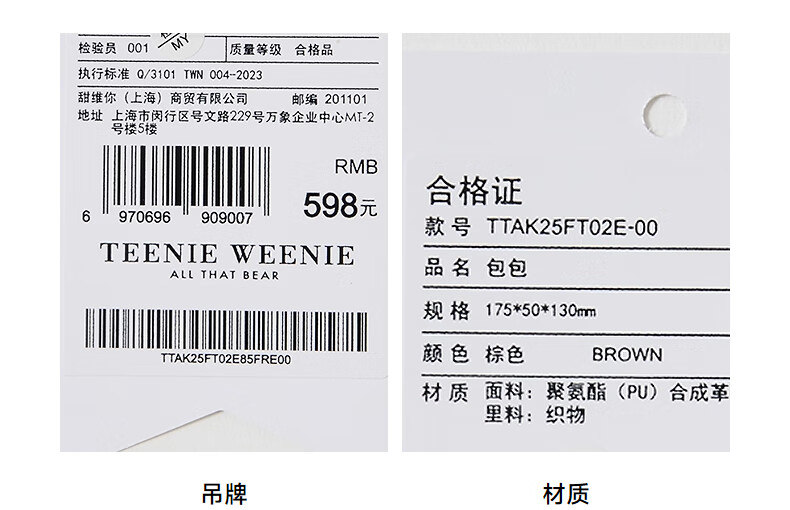 检验员 001
MY
质量等级 合格品
执行标准 Q/3101 TWN 004-2023
甜维你（上海）商贸有限公司 邮编 201101
地址 上海市闵行区号文路229号万象企业中心MT-2
号楼5楼
RMB
598元
6 970696 909007
TEENIE WEENIE
ALL THAT BEAR
TTAK25FT02E85FRE00
吊牌
合格证
款号 TTAK25FT02E-00
品名 包包
规格 175*50*130mm
颜色 棕色 BROWN
材质 面料：聚氨酯（PU）合成革
里料：织物
材质